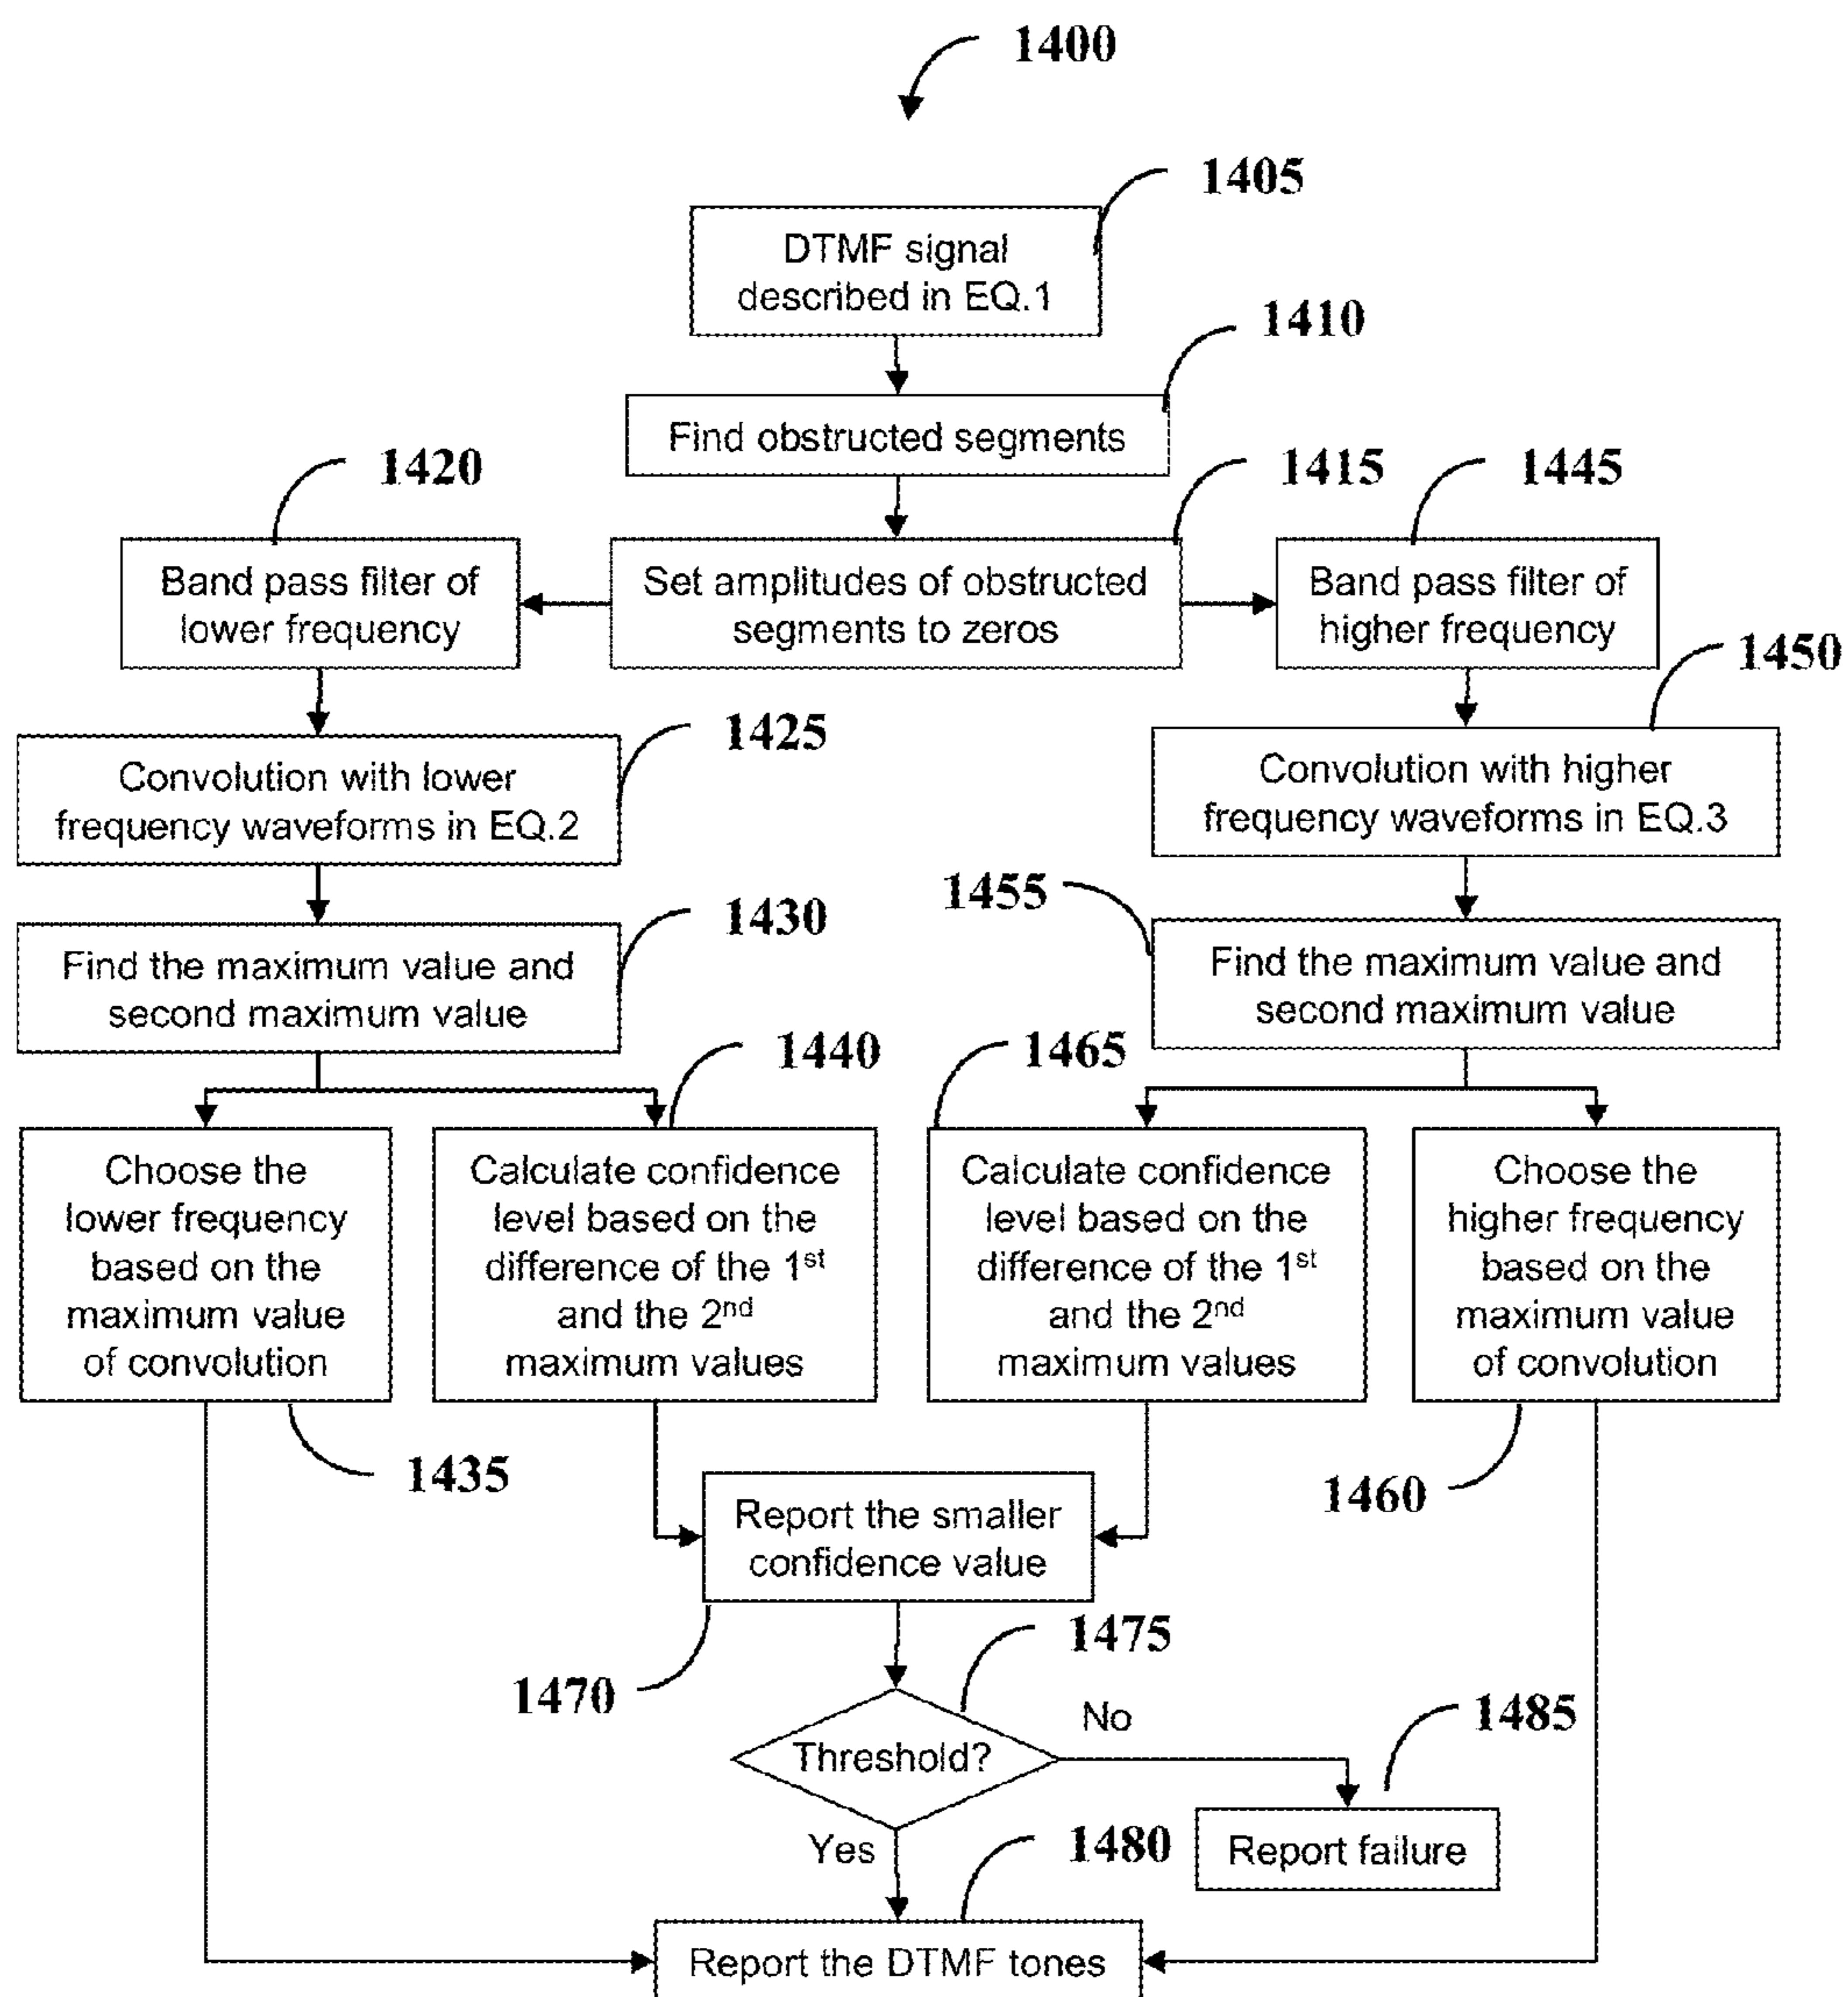 1400
1405
DTMF signal
described in EQ.1
1410
Find obstructed segments
1420
1415
1445
Band pass filter of
lower frequency
Set amplitudes of obstructed
segments to zeros
Band pass filter of
higher frequency
1450
1425
Convolution with lower
frequency waveforms in EQ.2
Convolution with higher
frequency waveforms in EQ.3
1430
1455
Find the maximum value and
second maximum value
Find the maximum value and
second maximum value
1440
1465
Choose the
lower frequency
based on the
maximum value
of convolution
Calculate confidence
level based on the
difference of the 1st
and the 2nd
maximum values
Calculate confidence
level based on the
difference of the 1st
and the 2nd
maximum values
Choose the
higher frequency
based on the
maximum value
of convolution
1435
1460
Report the smaller
confidence value
1470
1475
Threshold?
No
1485
Report failure
Yes
1480
Report the DTMF tones